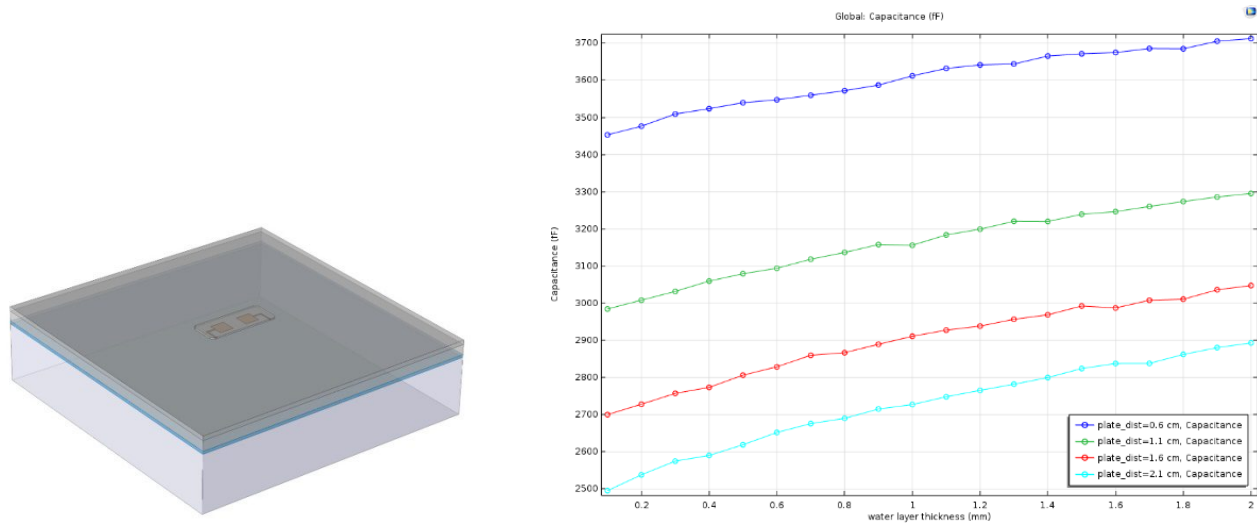 Global: Capacitance (fF)
Capacitance (fF)
3700
3600
3500
3400
3300
3200
3100
3000
2900
2800
2700
2600
2500
0.2 0.4 0.6 0.8 1 1.2 1.4 1.6 1.8 2
water layer thickness (mm)
plate_dist=0.6 cm, Capacitance
plate_dist=1.1 cm, Capacitance
plate_dist=1.6 cm, Capacitance
plate_dist=2.1 cm, Capacitance